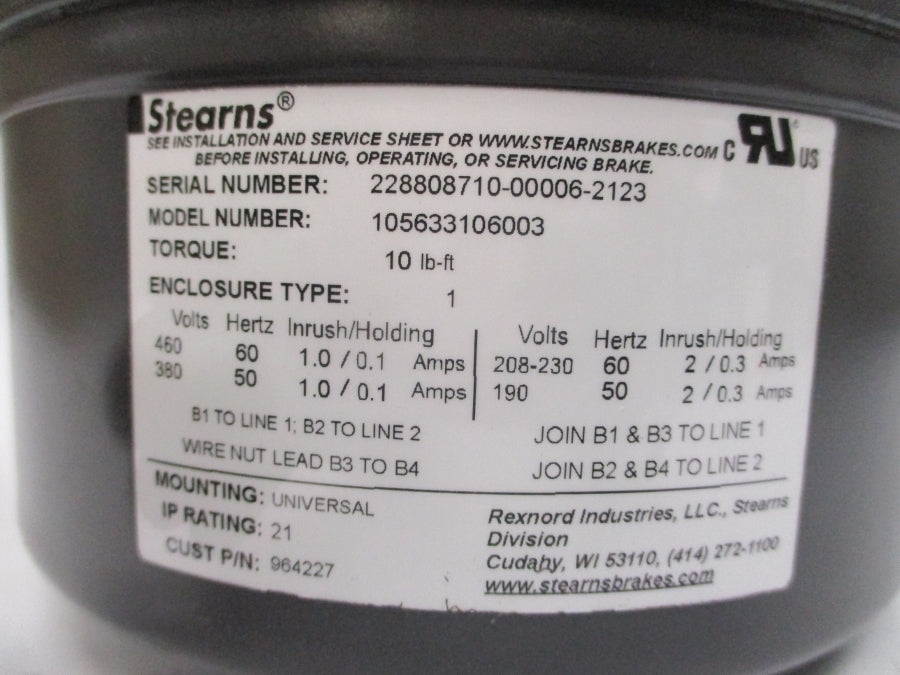 Stearns®
SEE INSTALLATION AND SERVICE SHEET OR WWW.STEARNSBRAKES.COM
BEFORE INSTALLING, OPERATING, OR SERVICING BRAKE.
C RU US
SERIAL NUMBER: 228808710-00006-2123
MODEL NUMBER: 105633106003
TORQUE: 10 lb-ft
ENCLOSURE TYPE: 1
Volts Hertz Inrush/Holding
460 60 1.0 / 0.1 Amps
380 50 1.0 / 0.1 Amps
B1 TO LINE 1; B2 TO LINE 2
WIRE NUT LEAD B3 TO B4
Volts Hertz Inrush/Holding
208-230 60 2 / 0.3 Amps
190 50 2 / 0.3 Amps
JOIN B1 & B3 TO LINE 1
JOIN B2 & B4 TO LINE 2
MOUNTING: UNIVERSAL
IP RATING: 21
CUST P/N: 964227
Rexnord Industries, LLC., Stearns
Division
Cudahy, WI 53110, (414) 272-1100
www.stearnsbrakes.com